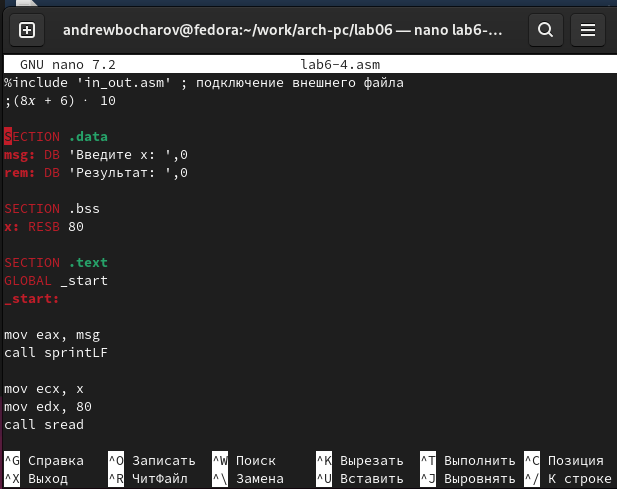 andrewbocharov@fedora:~/work/arch-pc/lab06 — nano lab6-...
GNU nano 7.2 lab6-4.asm
%include 'in_out.asm' ; подключение внешнего файла
;(8𝑥 + 6) · 10
SECTION .data
msg: DB 'Введите x: ',0
rem: DB 'Результат: ',0
SECTION .bss
x: RESB 80
SECTION .text
GLOBAL _start
_start:
mov eax, msg
call sprintLF
mov ecx, x
mov edx, 80
call sread
^G Справка ^O Записать ^W Поиск ^K Вырезать ^T Выполнить ^C Позиция
^X Выход ^R ЧитФайл ^\ Замена ^U Вставить ^J Выровнять ^/ К строке